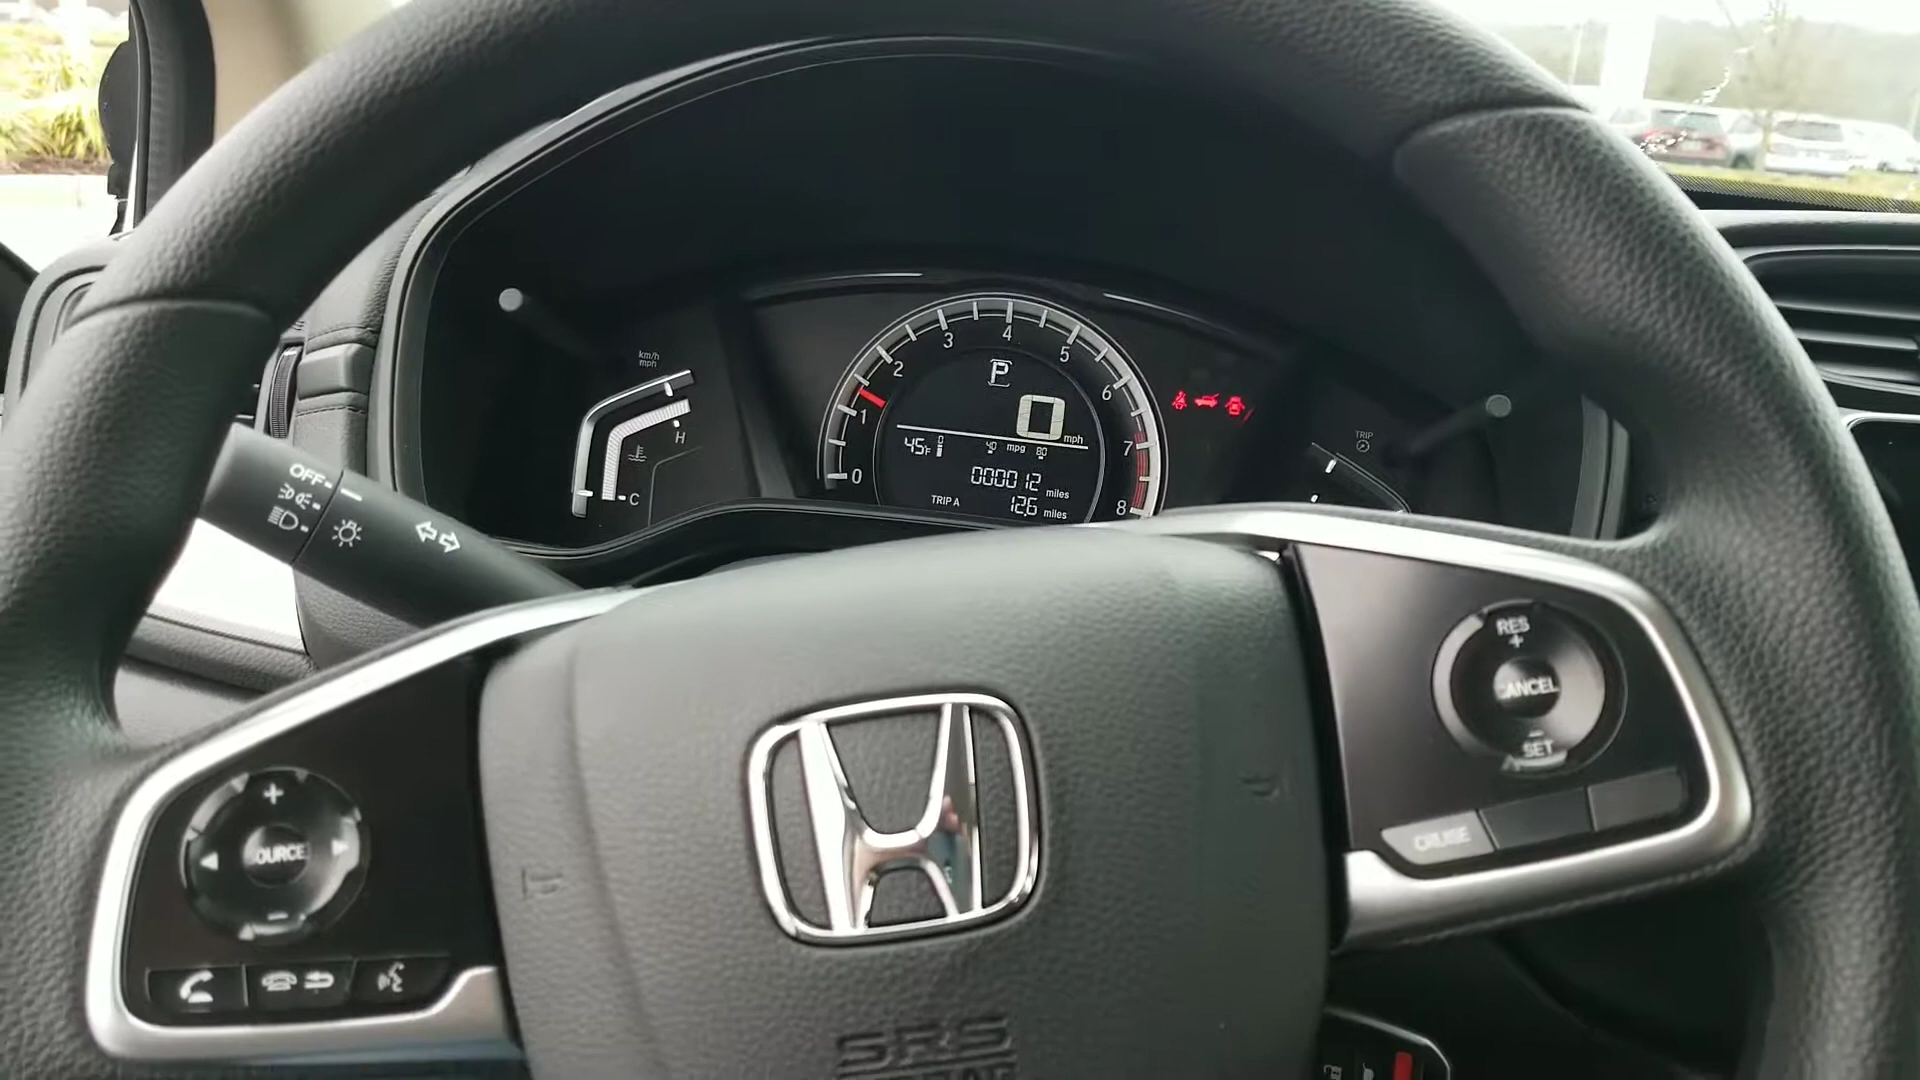 km/h
mph
H
C
0
1
2
3
4
5
6
7
8
P
0 mph
45°F
0 40 mpg 80
000012 miles
TRIP A 12.6 miles
TRIP
OFF
RES
+
CANCEL
−
SET
CRUISE
+
SOURCE
−
SRS